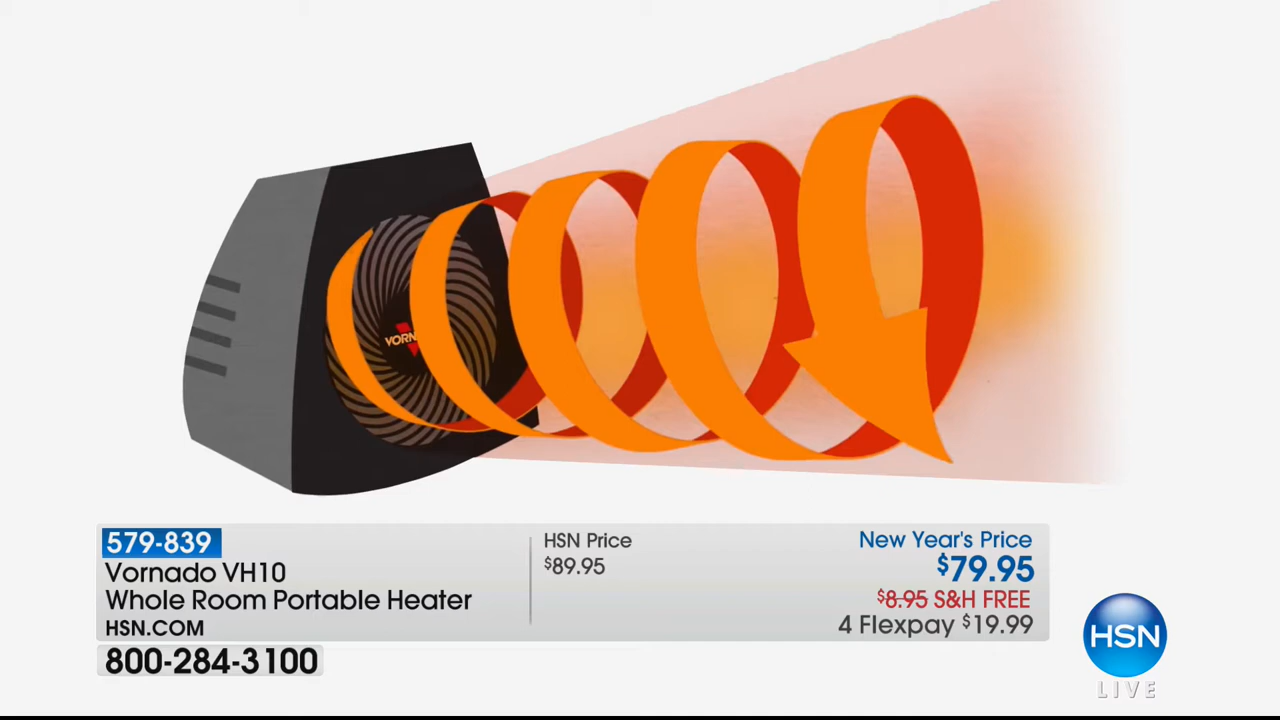 VORN
579-839
Vornado VH10
Whole Room Portable Heater
HSN.COM
800-284-3100
HSN Price
$89.95
New Year's Price
$79.95
$8.95 S&H FREE
4 Flexpay $19.99
HSN
LIVE